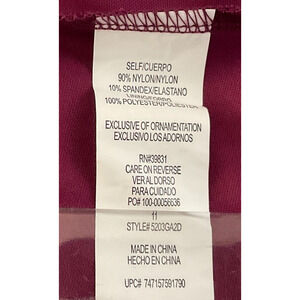 SELF/CUERPO
90% NYLON/NYLON
10% SPANDEX/ELASTANO
LINING/FORRO
100% POLYESTER/POLIESTER
EXCLUSIVE OF ORNAMENTATION
EXCLUSIVO LOS ADORNOS
RN#39831
CARE ON REVERSE
VER AL DORSO
PARA CUIDADO
PO# 100-00056636
11
STYLE# 5203GA2D
MADE IN CHINA
HECHO EN CHINA
UPC# 747157591790